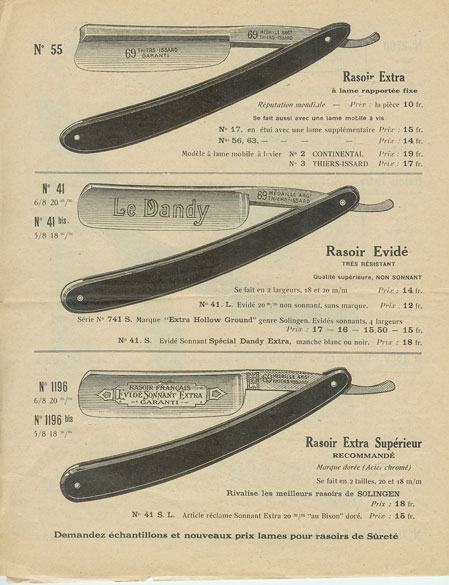 N° 55
69 THIERS-ISSARD
GARANTI
69 MÉDAILLE ARGT
THIERS-ISSARD
Rasoir Extra
à lame rapportée fixe
Réputation mondiale — Prix : la pièce 10 fr.
Se fait aussi avec une lame mobile à vis
N° 17, en étui avec une lame supplémentaire Prix : 15 fr.
N° 56, 63, — — — — Prix : 14 fr.
Modèle à lame mobile à levier N° 2 CONTINENTAL Prix : 19 fr.
N° 3 THIERS-ISSARD Prix : 17 fr.
N° 41
6/8 20 m/m
N° 41 bis.
5/8 18 m/m
Le Dandy
69 MÉDAILLE ARGT
THIERS-ISSARD
Rasoir Evidé
TRÈS RÉSISTANT
Qualité supérieure, NON SONNANT
Se fait en 2 largeurs, 18 et 20 m/m Prix : 14 fr.
N° 41. L. Evidé 20 m/m non sonnant, sans marque. Prix : 12 fr.
Série N° 741 S. Marque "Extra Hollow Ground" genre Solingen. Evidés sonnants, 4 largeurs
Prix : 17 — 16 — 15,50 — 15 fr.
N° 41. S. Evidé Sonnant Spécial Dandy Extra, manche blanc ou noir. Prix : 18 fr.
N° 1196
6/8 20 m/m
N° 1196 bis
5/8 18 m/m
RASOIR FRANÇAIS
EVIDÉ SONNANT EXTRA
GARANTI
69 MÉDAILLE ARGT
THIERS-ISSARD
Rasoir Extra Supérieur
RECOMMANDÉ
Marque dorée (Acier chromé)
Se fait en 2 tailles, 20 et 18 m/m
Rivalise les meilleurs rasoirs de SOLINGEN
Prix : 18 fr.
N° 41 S. L. Article réclame Sonnant Extra 20 m/m "au Bison" doré. Prix : 15 fr.
Demandez échantillons et nouveaux prix lames pour rasoirs de Sûreté